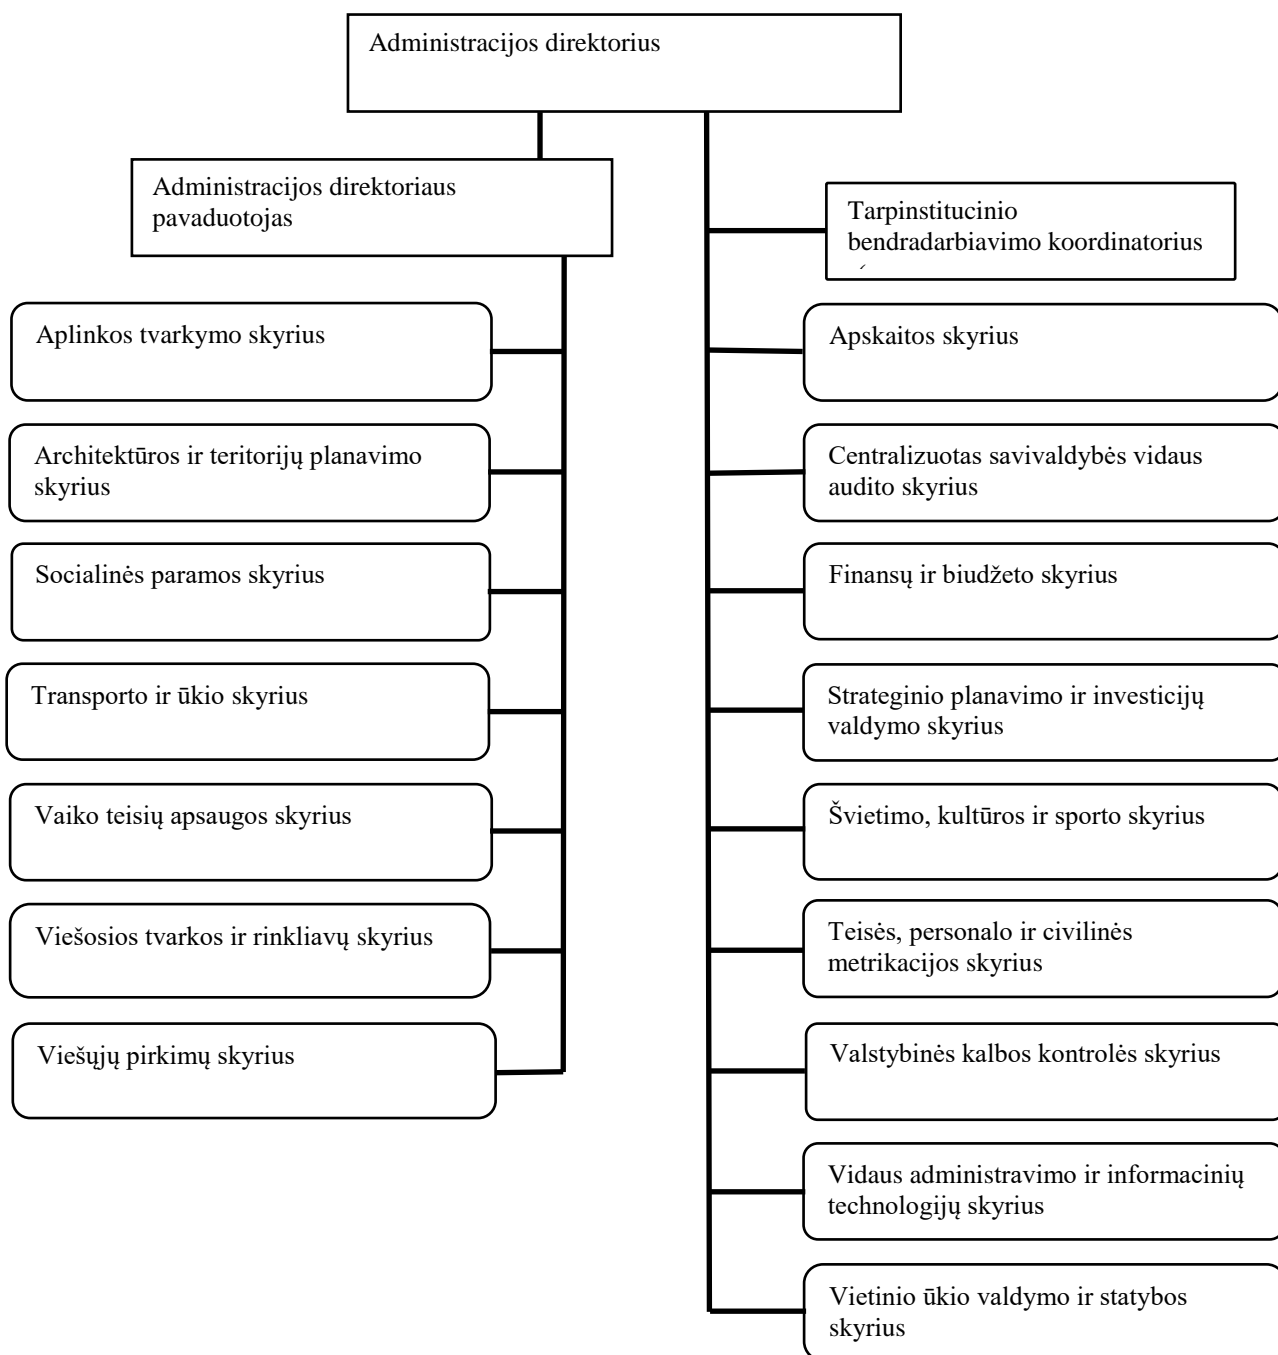 Administracijos direktorius
Administracijos direktoriaus
pavaduotojas
Tarpinstitucinio
bendradarbiavimo koordinatorius
Aplinkos tvarkymo skyrius
Architektūros ir teritorijų planavimo
skyrius
Socialinės paramos skyrius
Transporto ir ūkio skyrius
Vaiko teisių apsaugos skyrius
Viešosios tvarkos ir rinkliavų skyrius
Viešųjų pirkimų skyrius
Apskaitos skyrius
Centralizuotas savivaldybės vidaus
audito skyrius
Finansų ir biudžeto skyrius
Strateginio planavimo ir investicijų
valdymo skyrius
Švietimo, kultūros ir sporto skyrius
Teisės, personalo ir civilinės
metrikacijos skyrius
Valstybinės kalbos kontrolės skyrius
Vidaus administravimo ir informacinių
technologijų skyrius
Vietinio ūkio valdymo ir statybos
skyrius